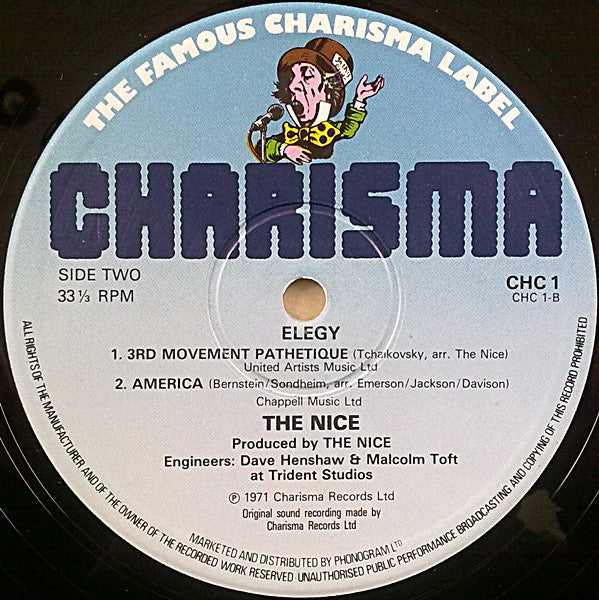 THE FAMOUS CHARISMA LABEL
CHARISMA
SIDE TWO
33 ⅓ RPM
CHC 1
CHC 1-B
ELEGY
1. 3RD MOVEMENT PATHETIQUE (Tchaikovsky, arr. The Nice)
United Artists Music Ltd
2. AMERICA (Bernstein/Sondheim, arr. Emerson/Jackson/Davison)
Chappell Music Ltd
THE NICE
Produced by THE NICE
Engineers: Dave Henshaw & Malcolm Toft
at Trident Studios
℗ 1971 Charisma Records Ltd
Original sound recording made by
Charisma Records Ltd
MARKETED AND DISTRIBUTED BY PHONOGRAM LTD
ALL RIGHTS OF THE MANUFACTURER AND OF THE OWNER OF THE RECORDED WORK RESERVED · UNAUTHORISED PUBLIC PERFORMANCE BROADCASTING AND COPYING OF THIS RECORD PROHIBITED